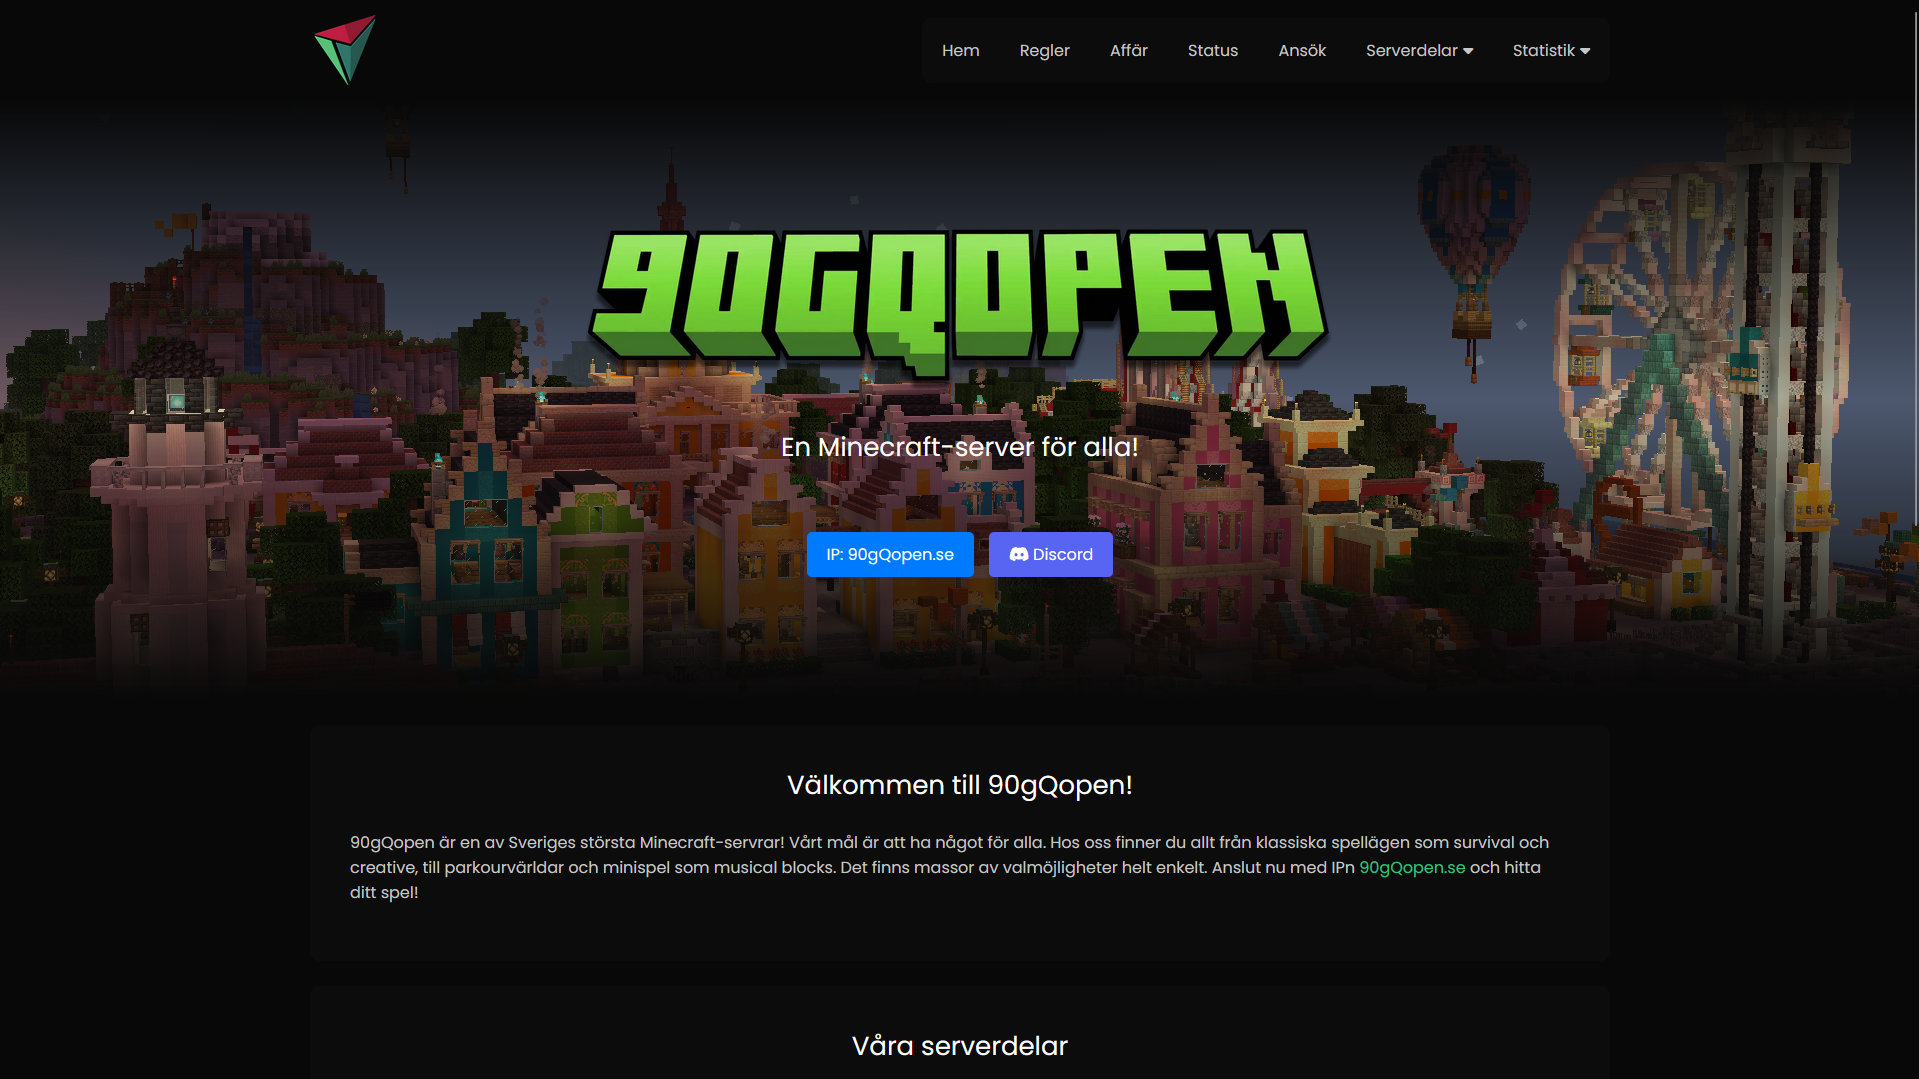 Hem Regler Affär Status Ansök Serverdelar Statistik
90GQOPEN
En Minecraft-server för alla!
IP: 90gQopen.se Discord
Välkommen till 90gQopen!
90gQopen är en av Sveriges största Minecraft-servrar! Vårt mål är att ha något för alla. Hos oss finner du allt från klassiska spellägen som survival och
creative, till parkourvärldar och minispel som musical blocks. Det finns massor av valmöjligheter helt enkelt. Anslut nu med IPn 90gQopen.se och hitta
ditt spel!
Våra serverdelar